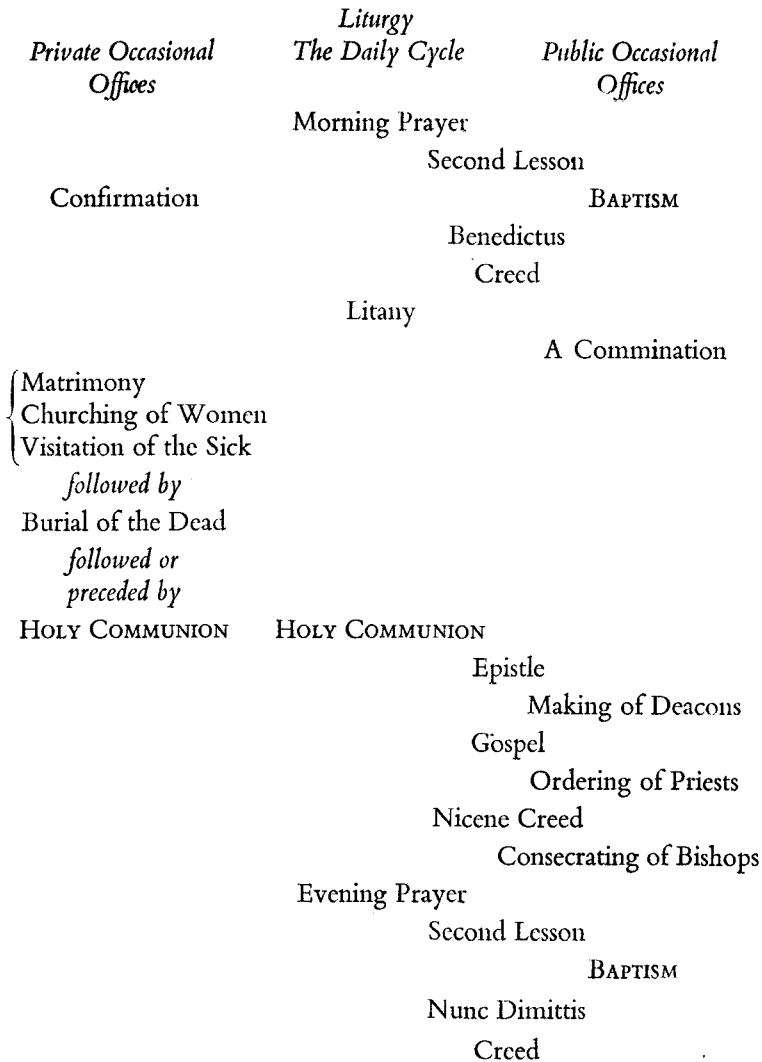 Liturgy
Private Occasional The Daily Cycle Public Occasional
Offices Offices
Morning Prayer
Second Lesson
Confirmation BAPTISM
Benedictus
Creed
Litany
A Commination
Matrimony
Churching of Women
Visitation of the Sick
followed by
Burial of the Dead
followed or
preceded by
HOLY COMMUNION HOLY COMMUNION
Epistle
Making of Deacons
Gospel
Ordering of Priests
Nicene Creed
Consecrating of Bishops
Evening Prayer
Second Lesson
BAPTISM
Nunc Dimittis
Creed